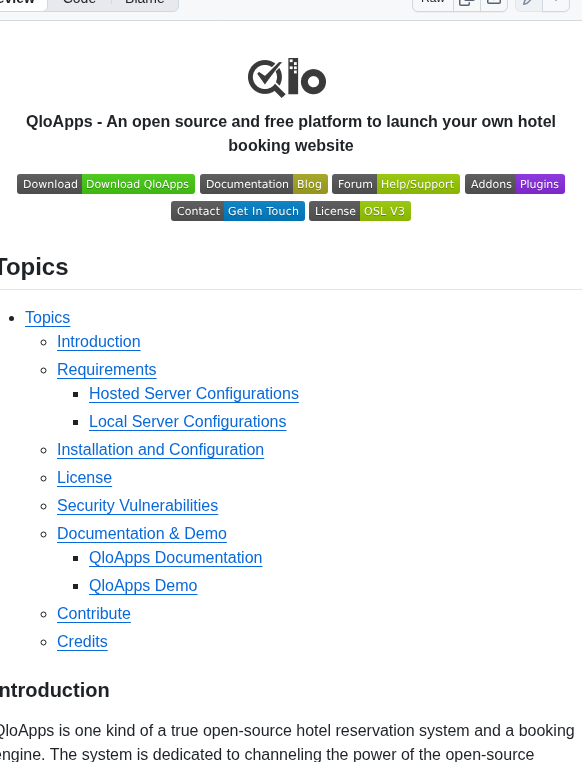 Code
Raw
Qlo
QloApps - An open source and free platform to launch your own hotel
booking website
Download Download QloApps Documentation Blog Forum Help/Support Addons Plugins
Contact Get In Touch License OSL V3
Topics
Topics
Introduction
Requirements
Hosted Server Configurations
Local Server Configurations
Installation and Configuration
License
Security Vulnerabilities
Documentation & Demo
QloApps Documentation
QloApps Demo
Contribute
Credits
Introduction
QloApps is one kind of a true open-source hotel reservation system and a booking
engine. The system is dedicated to channeling the power of the open-source